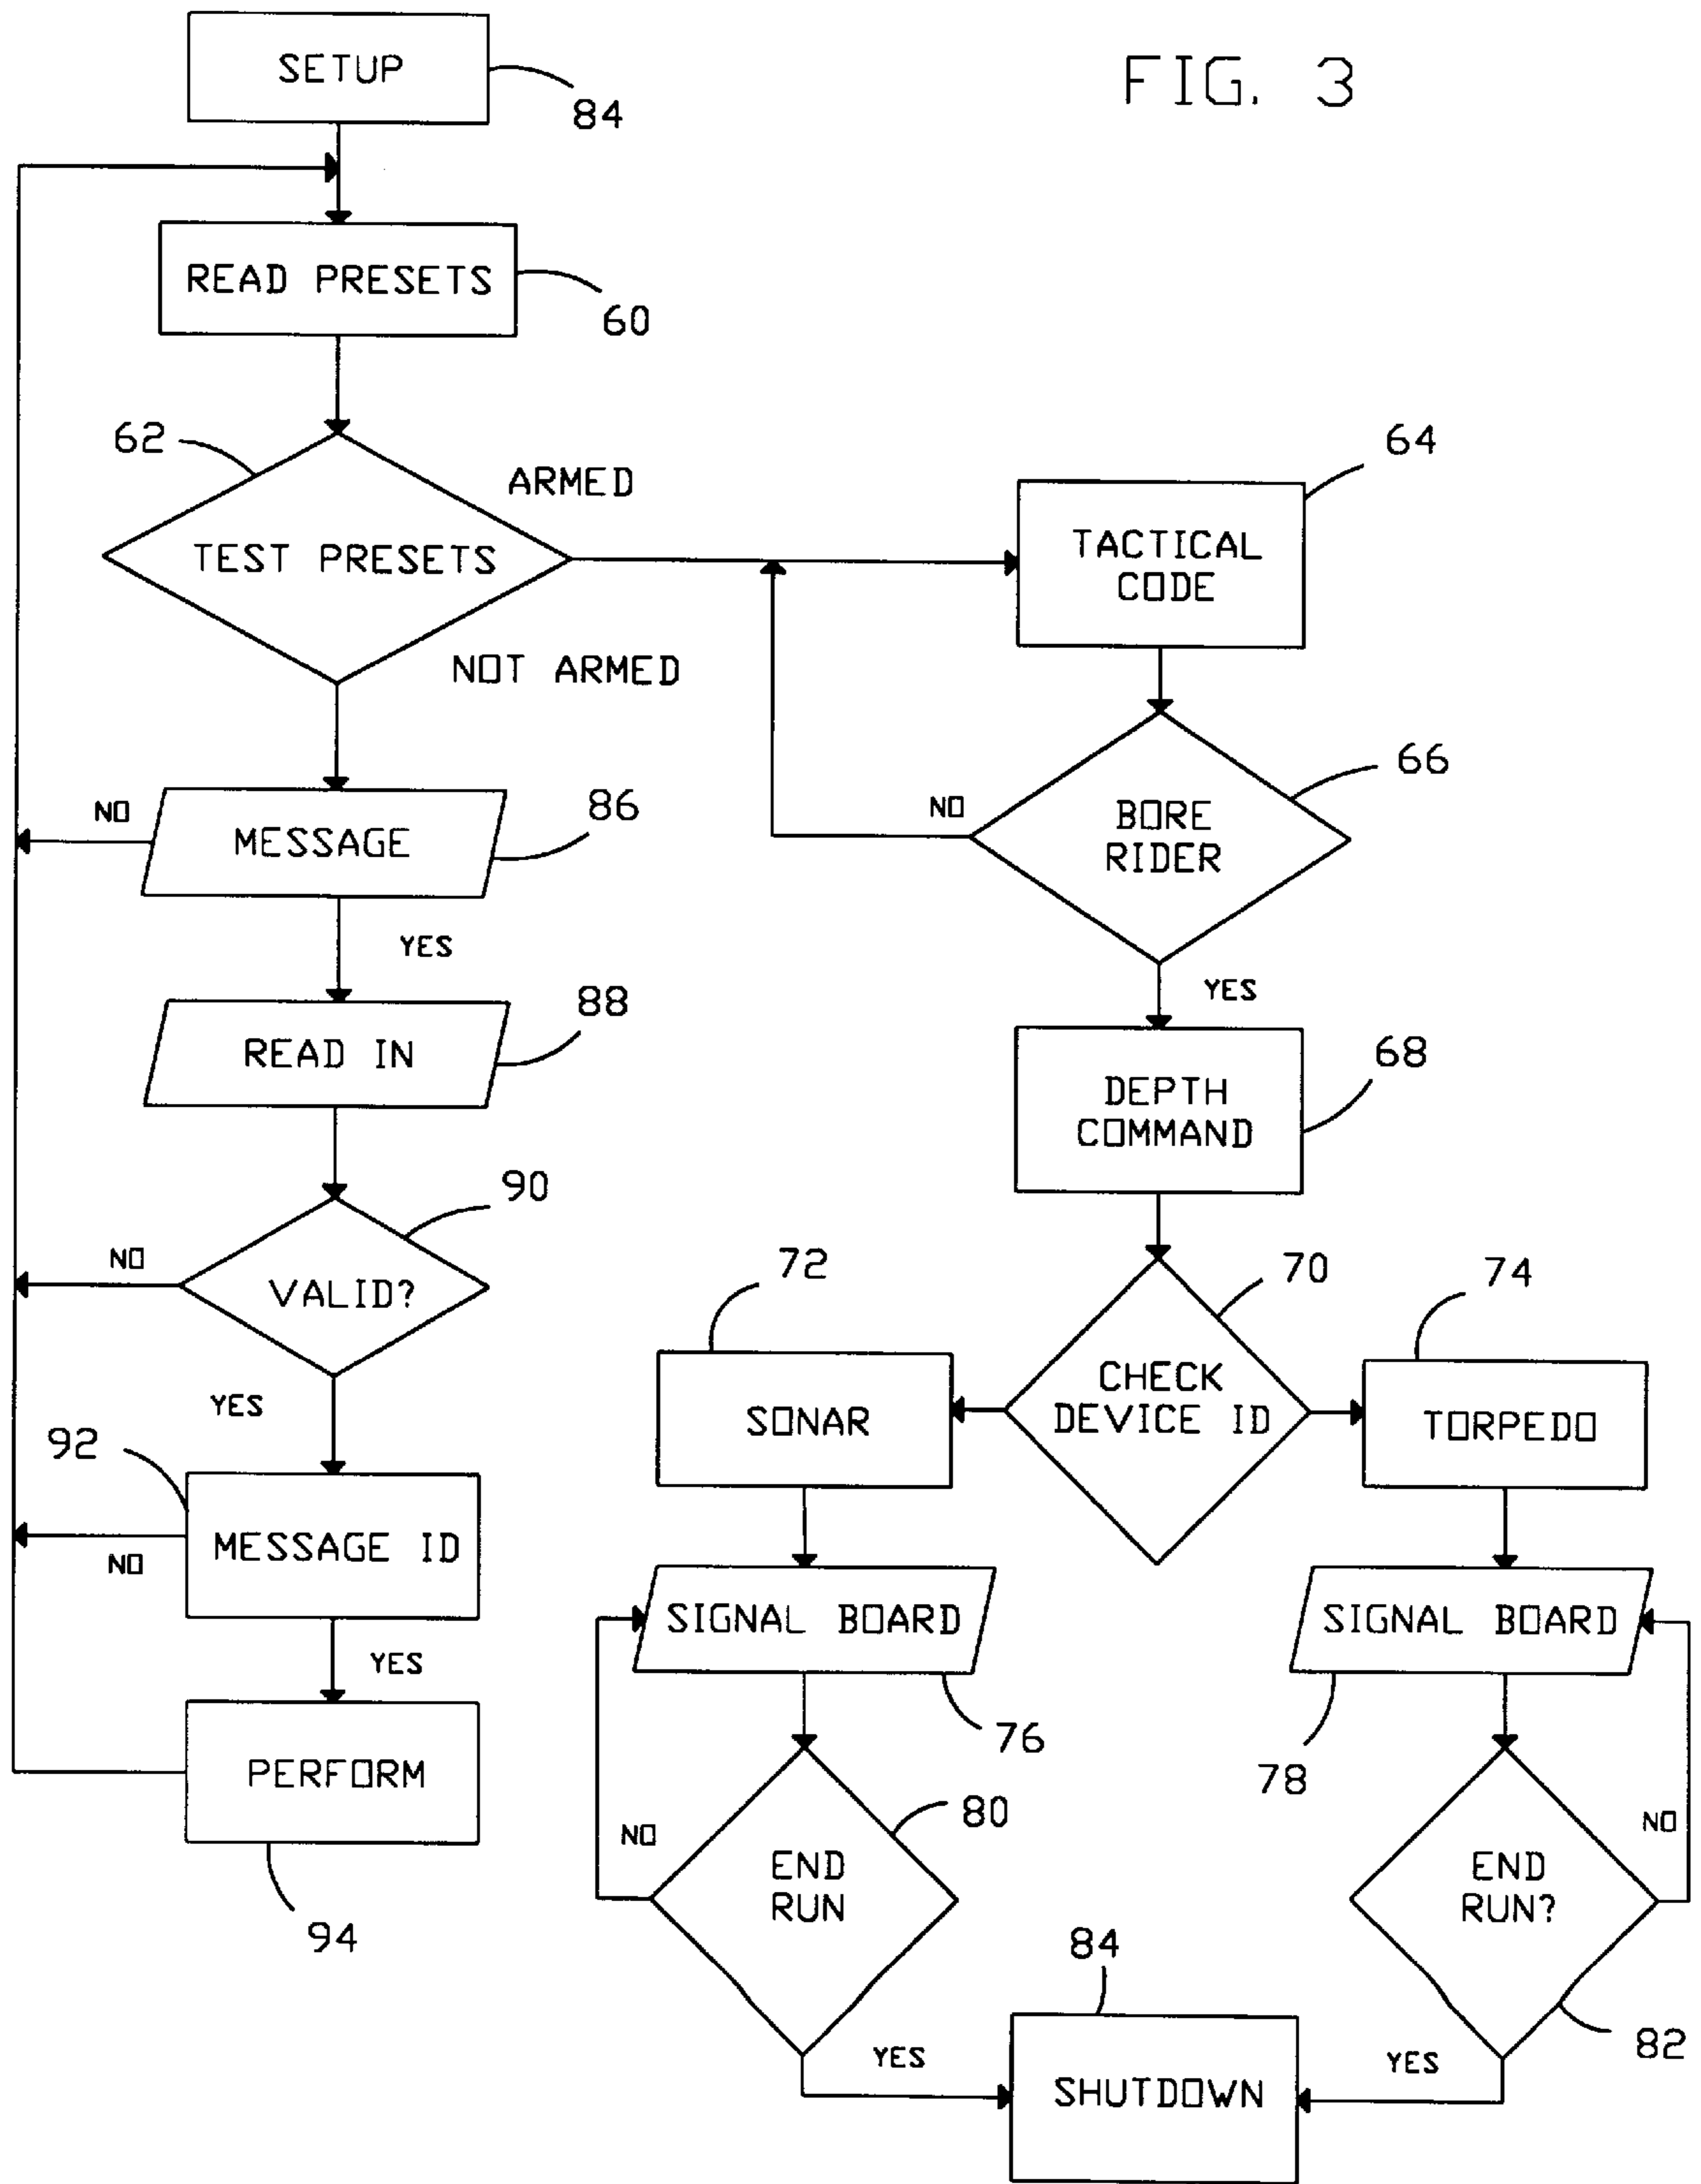 FIG. 3
SETUP
84
READ PRESETS
60
62
TEST PRESETS
ARMED
NOT ARMED
NO
MESSAGE
86
YES
READ IN
88
90
NO
VALID?
YES
92
MESSAGE ID
NO
YES
PERFORM
94
64
TACTICAL
CODE
66
NO
BORE
RIDER
YES
DEPTH
COMMAND
68
70
CHECK
DEVICE ID
72
SONAR
SIGNAL BOARD
76
80
NO
END
RUN
YES
74
TORPEDO
SIGNAL BOARD
78
NO
END
RUN?
82
YES
84
SHUTDOWN